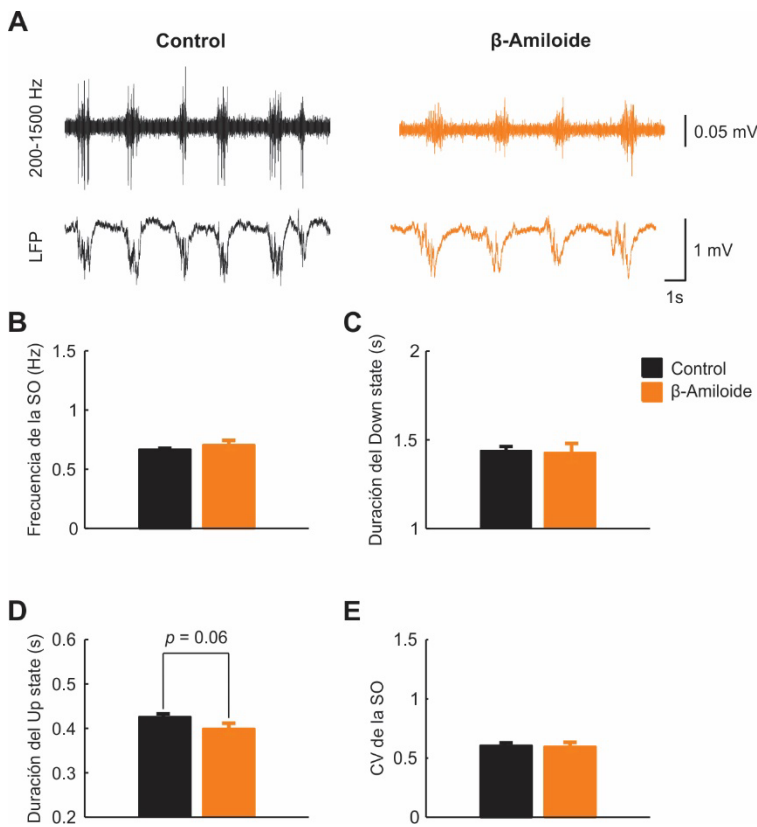 A
Control
β-Amiloide
200-1500 Hz
0.05 mV
LFP
1 mV
1s
B
Frecuencia de la SO (Hz)
1.5
1
0.5
0
C
Duración del Down state (s)
2
1.5
1
Control
β-Amiloide
D
Duración del Up state (s)
0.6
0.5
0.4
0.3
0.2
p = 0.06
E
CV de la SO
1.5
1
0.5
0